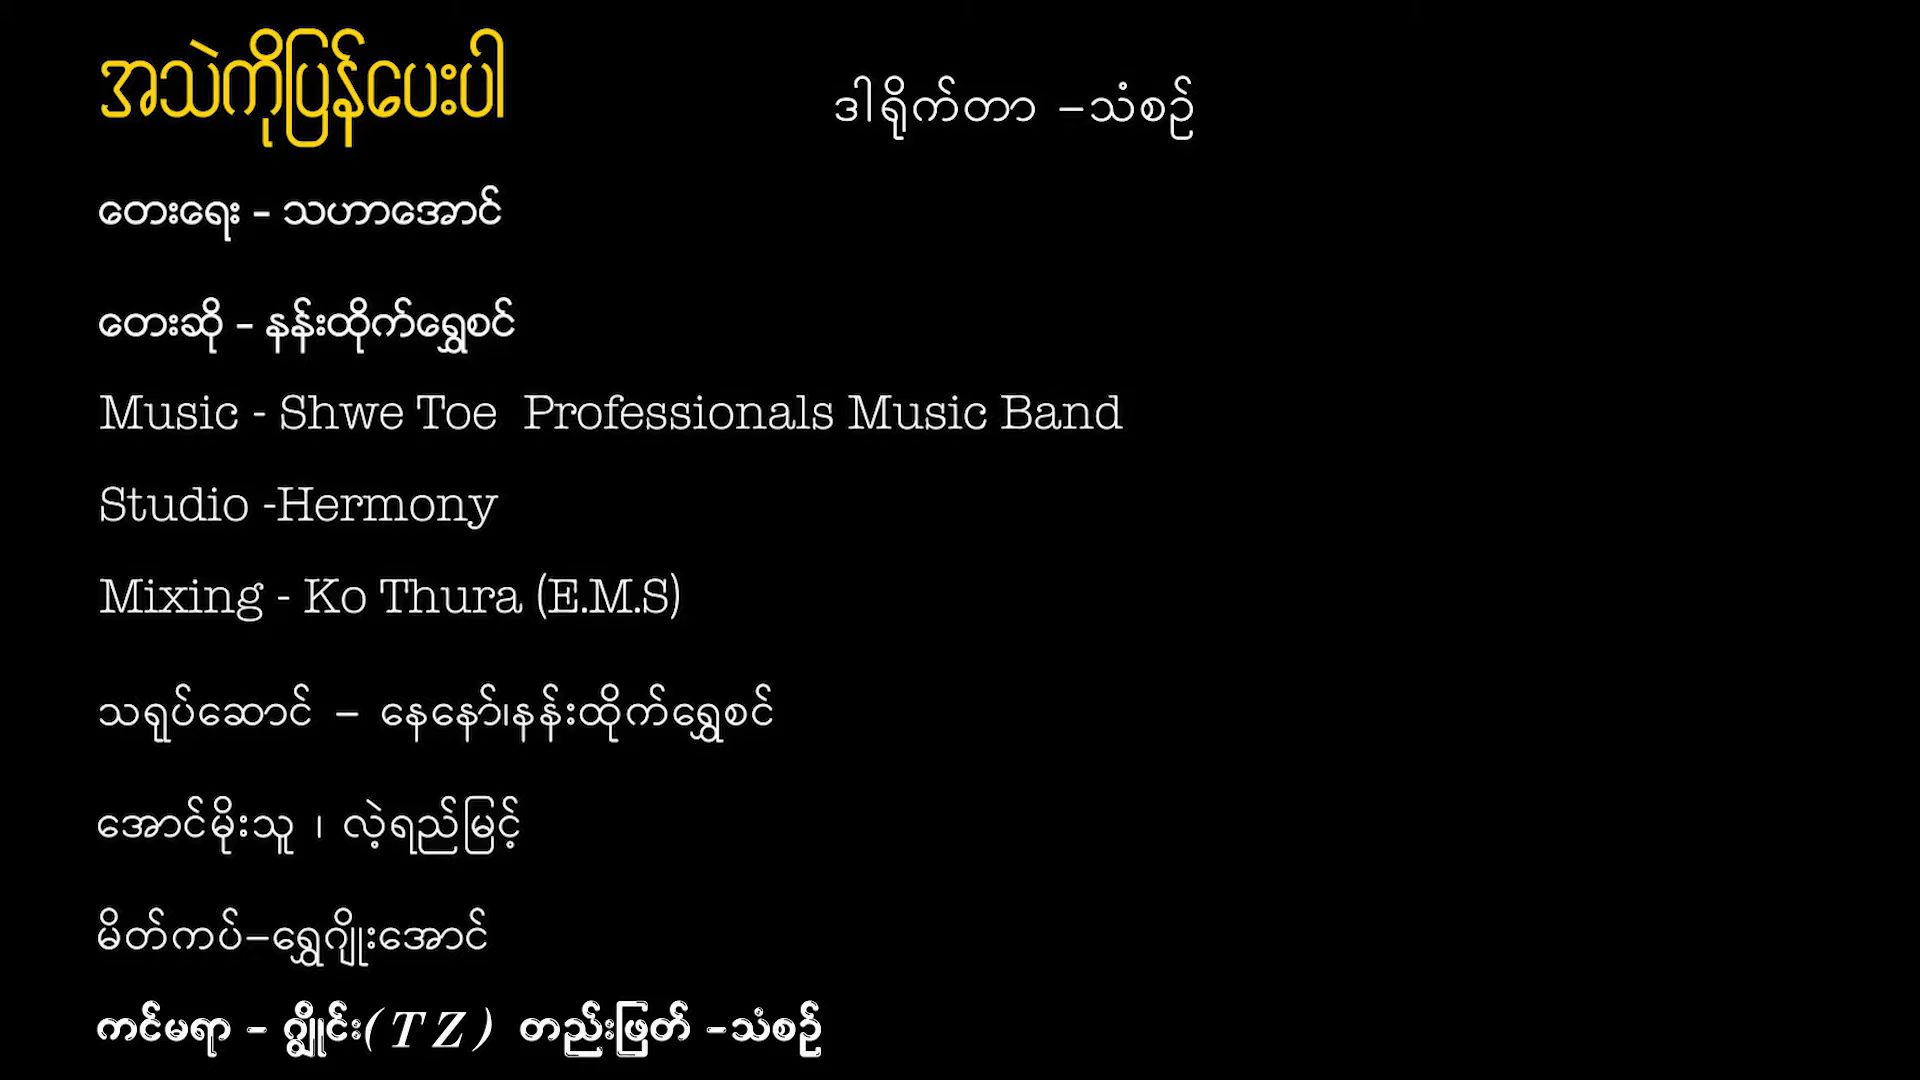 အသဲကိုပြန်ပေးပါ
ဒါရိုက်တာ -သံစဉ်
တေးရေး - သဟာအောင်
တေးဆို - နန်းထိုက်ရွှေစင်
Music - Shwe Toe Professionals Music Band
Studio -Hermony
Mixing - Ko Thura (E.M.S)
သရုပ်ဆောင် - နေနော်၊နန်းထိုက်ရွှေစင်
အောင်မိုးသူ ၊ လဲ့ရည်မြင့်
မိတ်ကပ်-ရွှေဂျိုးအောင်
ကင်မရာ - ဂျွိုင်း(TZ) တည်းဖြတ် -သံစဉ်